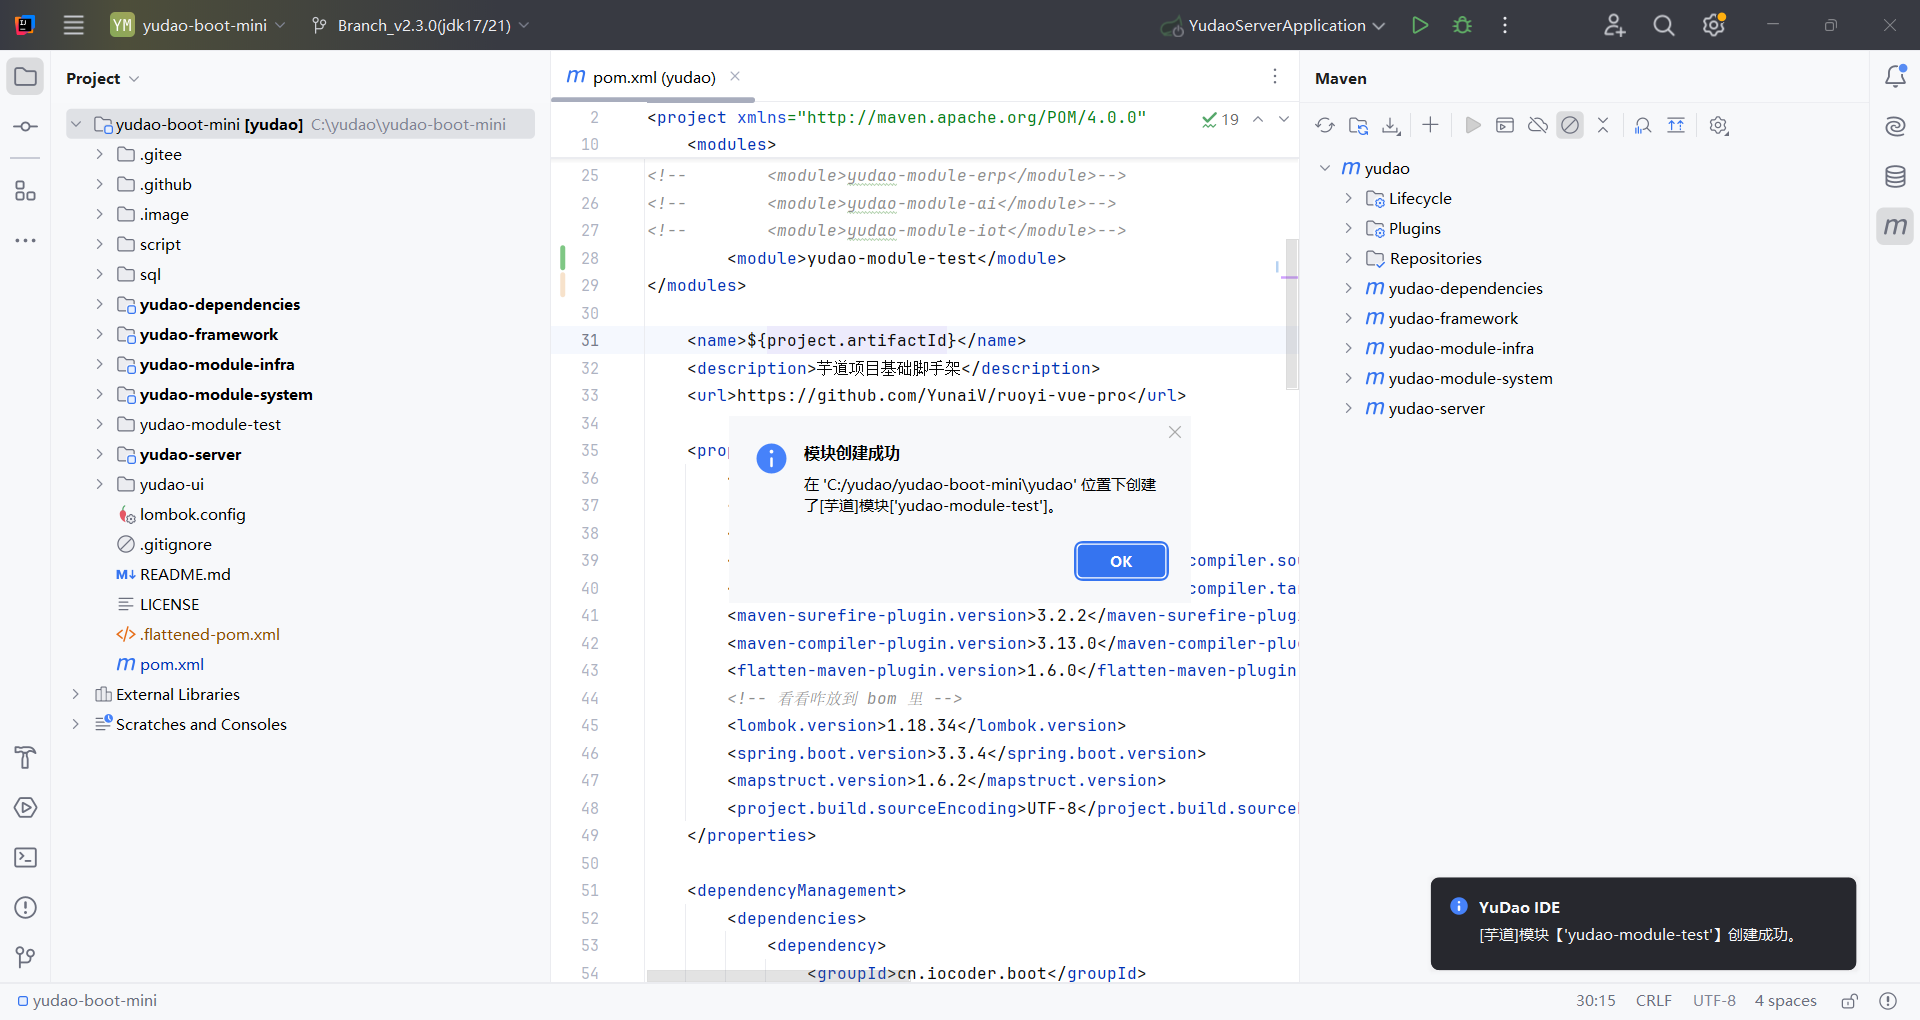 YM yudao-boot-mini Branch_v2.3.0(jdk17/21) YudaoServerApplication
Project
yudao-boot-mini [yudao] C:\yudao\yudao-boot-mini
.gitee
.github
.image
script
sql
yudao-dependencies
yudao-framework
yudao-module-infra
yudao-module-system
yudao-module-test
yudao-server
yudao-ui
lombok.config
.gitignore
M↓ README.md
LICENSE
</> .flattened-pom.xml
m pom.xml
External Libraries
Scratches and Consoles
m pom.xml (yudao)
19
2 <project xmlns="http://maven.apache.org/POM/4.0.0"
10 <modules>
25 <!-- <module>yudao-module-erp</module>-->
26 <!-- <module>yudao-module-ai</module>-->
27 <!-- <module>yudao-module-iot</module>-->
28 <module>yudao-module-test</module>
29 </modules>
30
31 <name>${project.artifactId}</name>
32 <description>芋道项目基础脚手架</description>
33 <url>https://github.com/YunaiV/ruoyi-vue-pro</url>
34
35 <pro
36
37
38
39 compiler.sou
40 compiler.tar
41 <maven-surefire-plugin.version>3.2.2</maven-surefire-plug
42 <maven-compiler-plugin.version>3.13.0</maven-compiler-plu
43 <flatten-maven-plugin.version>1.6.0</flatten-maven-plugin
44 <!-- 看看咋放到 bom 里 -->
45 <lombok.version>1.18.34</lombok.version>
46 <spring.boot.version>3.3.4</spring.boot.version>
47 <mapstruct.version>1.6.2</mapstruct.version>
48 <project.build.sourceEncoding>UTF-8</project.build.source
49 </properties>
50
51 <dependencyManagement>
52 <dependencies>
53 <dependency>
54 <groupId>cn.iocoder.boot</groupId>
模块创建成功
在 'C:/yudao/yudao-boot-mini\yudao' 位置下创建
了[芋道]模块['yudao-module-test']。
OK
Maven
m yudao
Lifecycle
Plugins
Repositories
m yudao-dependencies
m yudao-framework
m yudao-module-infra
m yudao-module-system
m yudao-server
m
YuDao IDE
[芋道]模块【'yudao-module-test'】创建成功。
yudao-boot-mini
30:15 CRLF UTF-8 4 spaces